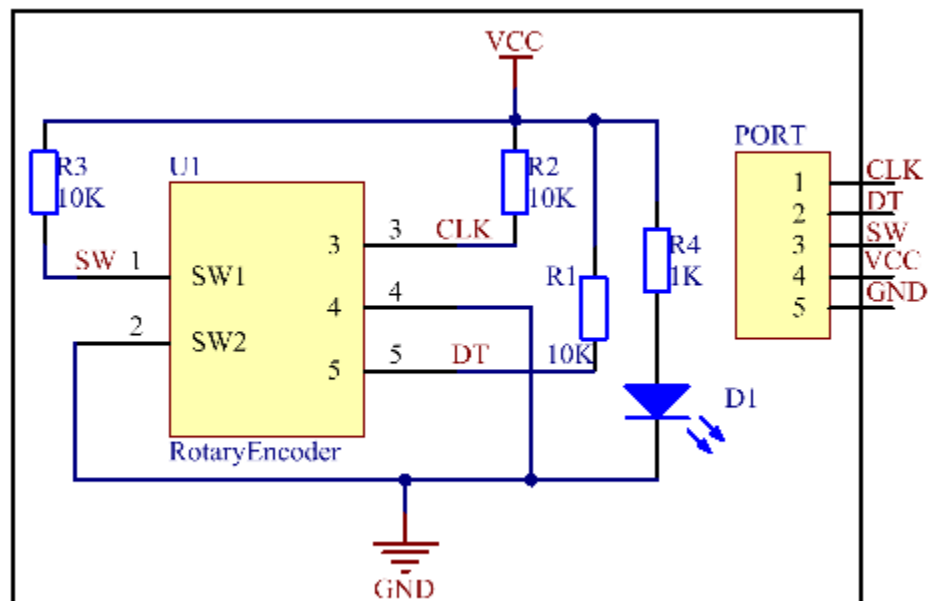 VCC
R3
10K
U1
R2
10K
PORT
1 CLK
2 DT
3 SW
4 VCC
5 GND
SW 1 SW1
3 3 CLK
R4
1K
R1
10K
2 SW2
4 4
5 5 DT
D1
RotaryEncoder
GND